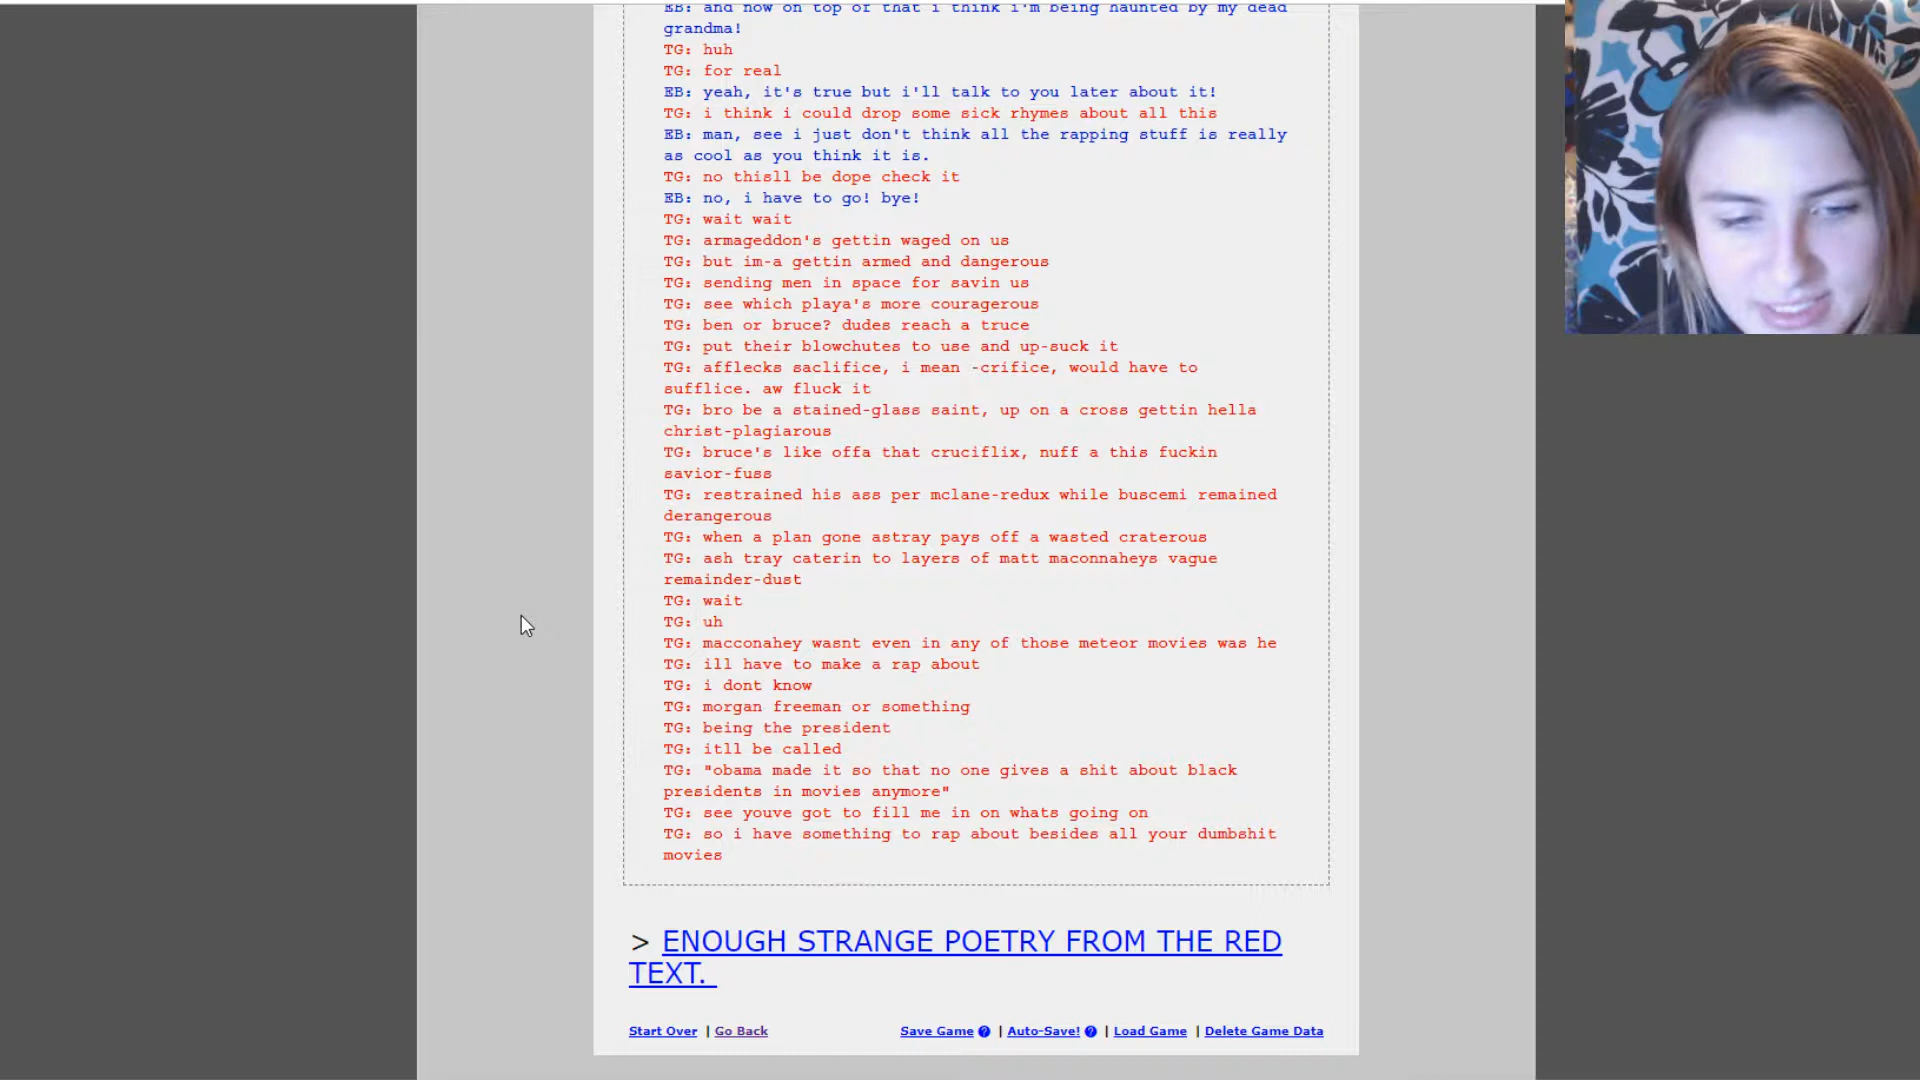 EB: and now on top of that i think i'm being haunted by my dead
grandma!
TG: huh
TG: for real
EB: yeah, it's true but i'll talk to you later about it!
TG: i think i could drop some sick rhymes about all this
EB: man, see i just don't think all the rapping stuff is really
as cool as you think it is.
TG: no thisll be dope check it
EB: no, i have to go! bye!
TG: wait wait
TG: armageddon's gettin waged on us
TG: but im-a gettin armed and dangerous
TG: sending men in space for savin us
TG: see which playa's more couragerous
TG: ben or bruce? dudes reach a truce
TG: put their blowchutes to use and up-suck it
TG: afflecks saclifice, i mean -crifice, would have to
sufflice. aw fluck it
TG: bro be a stained-glass saint, up on a cross gettin hella
christ-plagiarous
TG: bruce's like offa that cruciflix, nuff a this fuckin
savior-fuss
TG: restrained his ass per mclane-redux while buscemi remained
derangerous
TG: when a plan gone astray pays off a wasted craterous
TG: ash tray caterin to layers of matt maconnaheys vague
remainder-dust
TG: wait
TG: uh
TG: macconahey wasnt even in any of those meteor movies was he
TG: ill have to make a rap about
TG: i dont know
TG: morgan freeman or something
TG: being the president
TG: itll be called
TG: "obama made it so that no one gives a shit about black
presidents in movies anymore"
TG: see youve got to fill me in on whats going on
TG: so i have something to rap about besides all your dumbshit
movies
> ENOUGH STRANGE POETRY FROM THE RED
TEXT.
Start Over | Go Back Save Game ? | Auto-Save! ? | Load Game | Delete Game Data